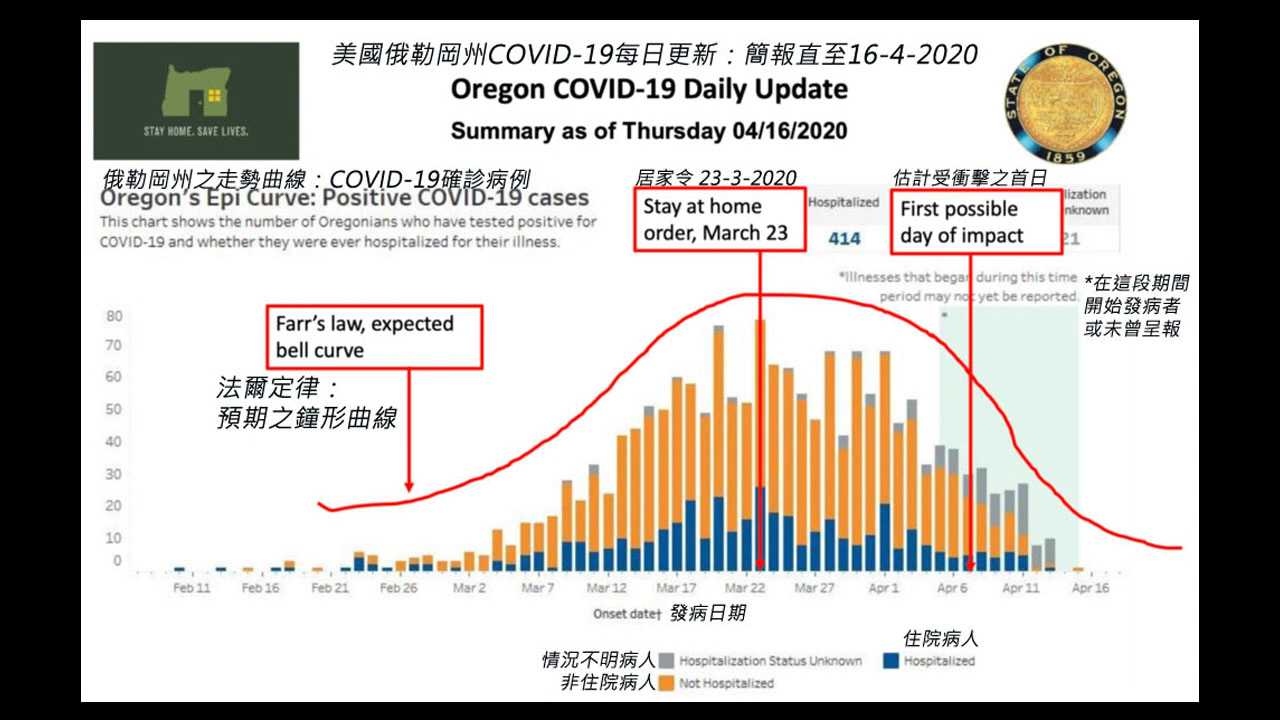 美國俄勒岡州COVID-19每日更新：簡報直至16-4-2020
Oregon COVID-19 Daily Update
Summary as of Thursday 04/16/2020
STAY HOME. SAVE LIVES.
STATE OF OREGON
1859
俄勒岡州之走勢曲線：COVID-19確診病例
Oregon's Epi Curve: Positive COVID-19 cases
This chart shows the number of Oregonians who have tested positive for
COVID-19 and whether they were ever hospitalized for their illness.
居家令 23-3-2020
Stay at home
order, March 23
Hospitalized
414
估計受衝擊之首日
First possible
day of impact
21
*Illnesses that began during this time
period may not yet be reported.
*在這段期間
開始發病者
或未曾呈報
Farr's law, expected
bell curve
法爾定律：
預期之鐘形曲線
*
80
70
60
50
40
30
20
10
0
Feb 11 Feb 16 Feb 21 Feb 26 Mar 2 Mar 7 Mar 12 Mar 17 Mar 22 Mar 27 Apr 1 Apr 6 Apr 11 Apr 16
Onset date† 發病日期
住院病人
情況不明病人 Hospitalization Status Unknown Hospitalized
非住院病人 Not Hospitalized